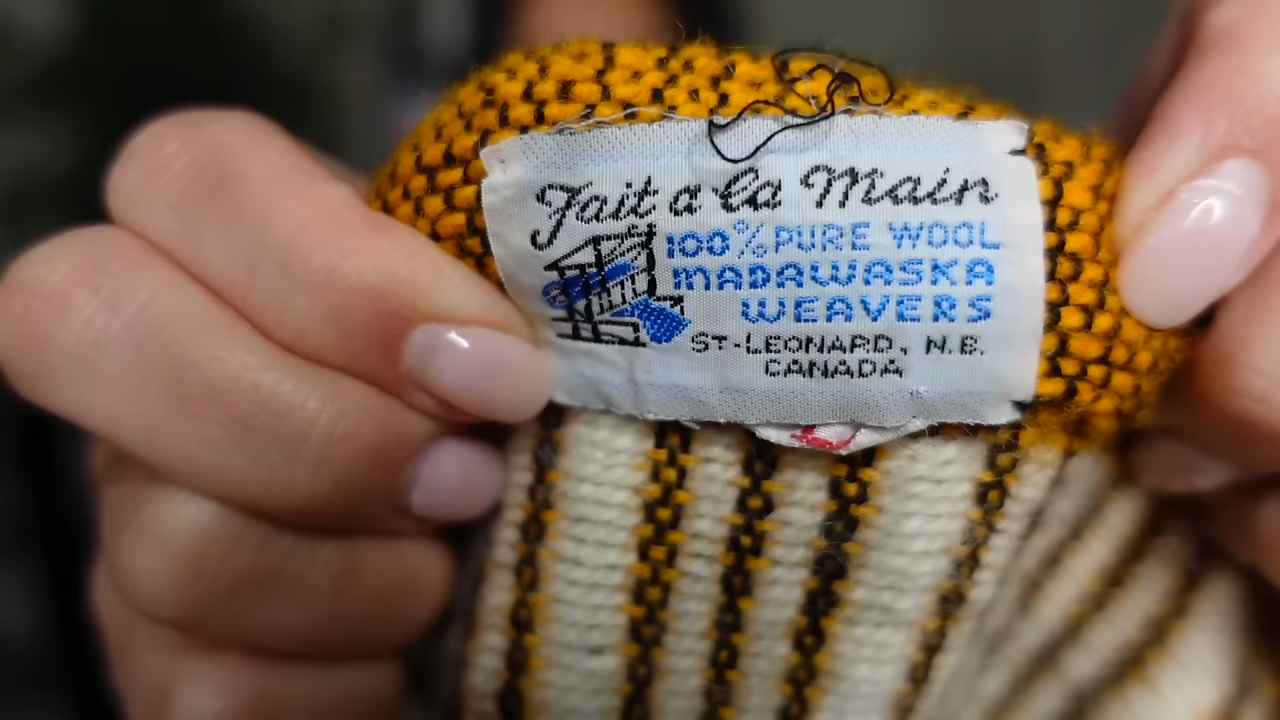 Fait a la Main
100% PURE WOOL
MADAWASKA
WEAVERS
ST-LEONARD, N.B.
CANADA